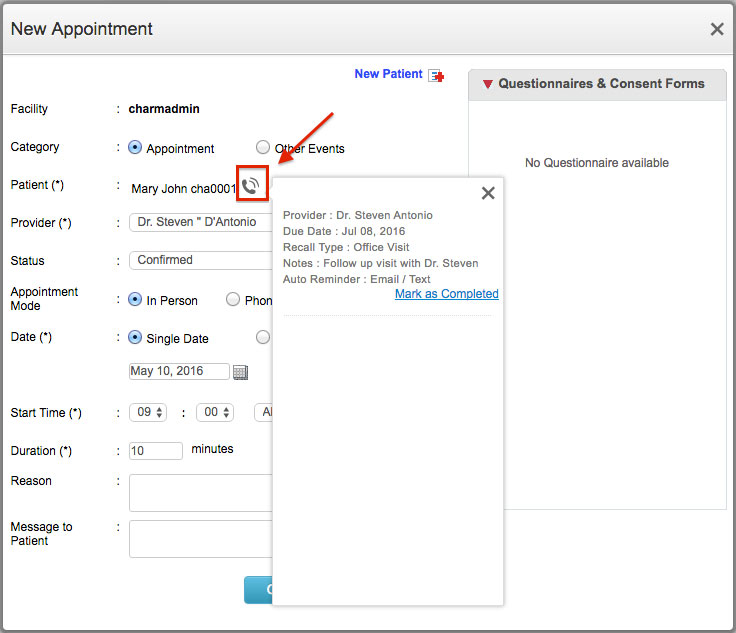 New Appointment
New Patient
Questionnaires & Consent Forms
Facility : charmadmin
Category : Appointment Other Events
No Questionnaire available
Patient (*) : Mary John cha0001
Provider (*) : Dr. Steven " D'Antonio
Status : Confirmed
Appointment
Mode : In Person Phon
Date (*) : Single Date
May 10, 2016
Start Time (*) : 09 : 00
Duration (*) : 10 minutes
Reason :
Message to :
Patient
Provider : Dr. Steven Antonio
Due Date : Jul 08, 2016
Recall Type : Office Visit
Notes : Follow up visit with Dr. Steven
Auto Reminder : Email / Text
Mark as Completed